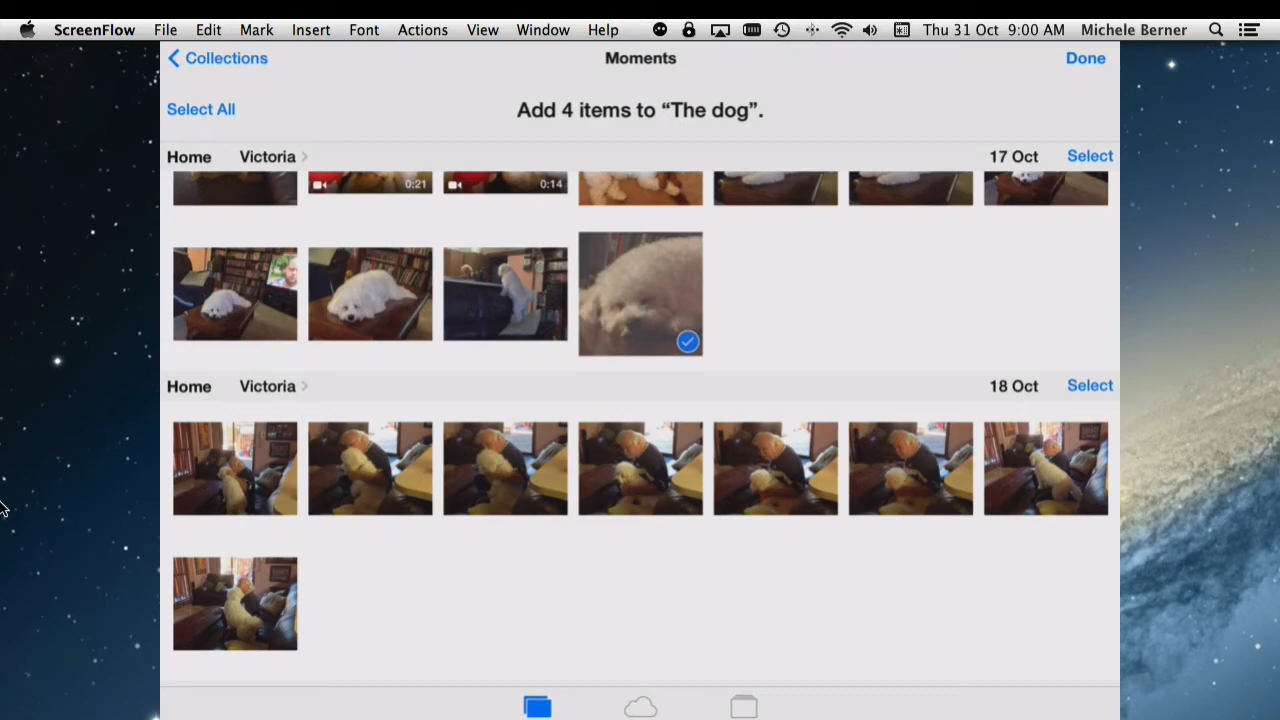 ScreenFlow File Edit Mark Insert Font Actions View Window Help Thu 31 Oct 9:00 AM Michele Berner
Collections Moments Done
Select All Add 4 items to “The dog”.
Home Victoria 17 Oct Select
0:21 0:14
Home Victoria 18 Oct Select